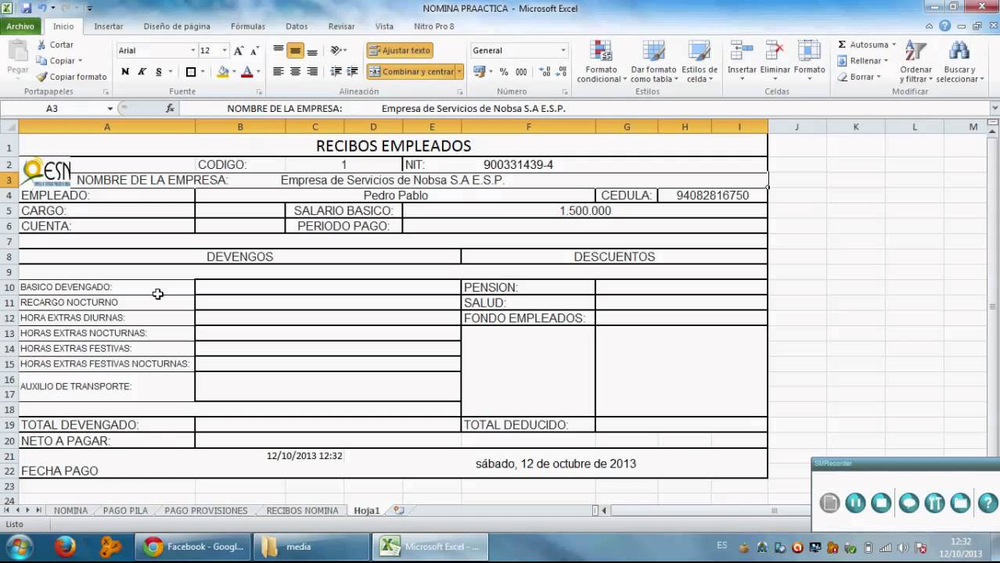 NOMINA PRAACTICA - Microsoft Excel
Archivo Inicio Insertar Diseño de página Fórmulas Datos Revisar Vista Nitro Pro 8
Pegar
Cortar
Copiar
Copiar formato
Portapapeles
Arial 12
N K S
Fuente
Ajustar texto
Combinar y centrar
Alineación
General
% 000
Número
Formato condicional
Dar formato como tabla
Estilos de celda
Estilos
Insertar Eliminar Formato
Celdas
Σ Autosuma
Rellenar
Borrar
Ordenar y filtrar
Buscar y seleccionar
Modificar
A3 fx NOMBRE DE LA EMPRESA: Empresa de Servicios de Nobsa S.A E.S.P.
A B C D E F G H I J K L M
1 RECIBOS EMPLEADOS
2 ESN CODIGO: 1 NIT: 900331439-4
3 NOMBRE DE LA EMPRESA: Empresa de Servicios de Nobsa S.A E.S.P.
4 EMPLEADO: Pedro Pablo CEDULA: 94082816750
5 CARGO: SALARIO BASICO: 1.500.000
6 CUENTA: PERIODO PAGO:
7
8 DEVENGOS DESCUENTOS
9
10 BASICO DEVENGADO: PENSION:
11 RECARGO NOCTURNO SALUD:
12 HORA EXTRAS DIURNAS: FONDO EMPLEADOS:
13 HORAS EXTRAS NOCTURNAS:
14 HORAS EXTRAS FESTIVAS:
15 HORAS EXTRAS FESTIVAS NOCTURNAS:
16
AUXILIO DE TRANSPORTE:
17
18
19 TOTAL DEVENGADO: TOTAL DEDUCIDO:
20 NETO A PAGAR:
21 12/10/2013 12:32
sábado, 12 de octubre de 2013
22 FECHA PAGO
23
24
SMRecorder
NOMINA PAGO PILA PAGO PROVISIONES RECIBOS NOMINA Hoja1
Listo
Facebook - Googl...
media
Microsoft Excel - ...
ES
12:32
12/10/2013